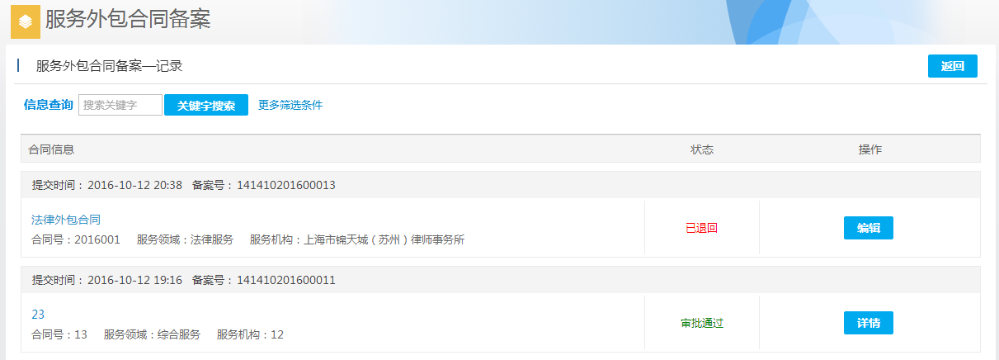 服务外包合同备案
服务外包合同备案—记录 返回
信息查询 搜索关键字 关键字搜索 更多筛选条件
合同信息 状态 操作
提交时间：2016-10-12 20:38 备案号：141410201600013
法律外包合同
合同号：2016001 服务领域：法律服务 服务机构：上海市锦天城（苏州）律师事务所
已退回 编辑
提交时间：2016-10-12 19:16 备案号：141410201600011
23
合同号：13 服务领域：综合服务 服务机构：12
审批通过 详情